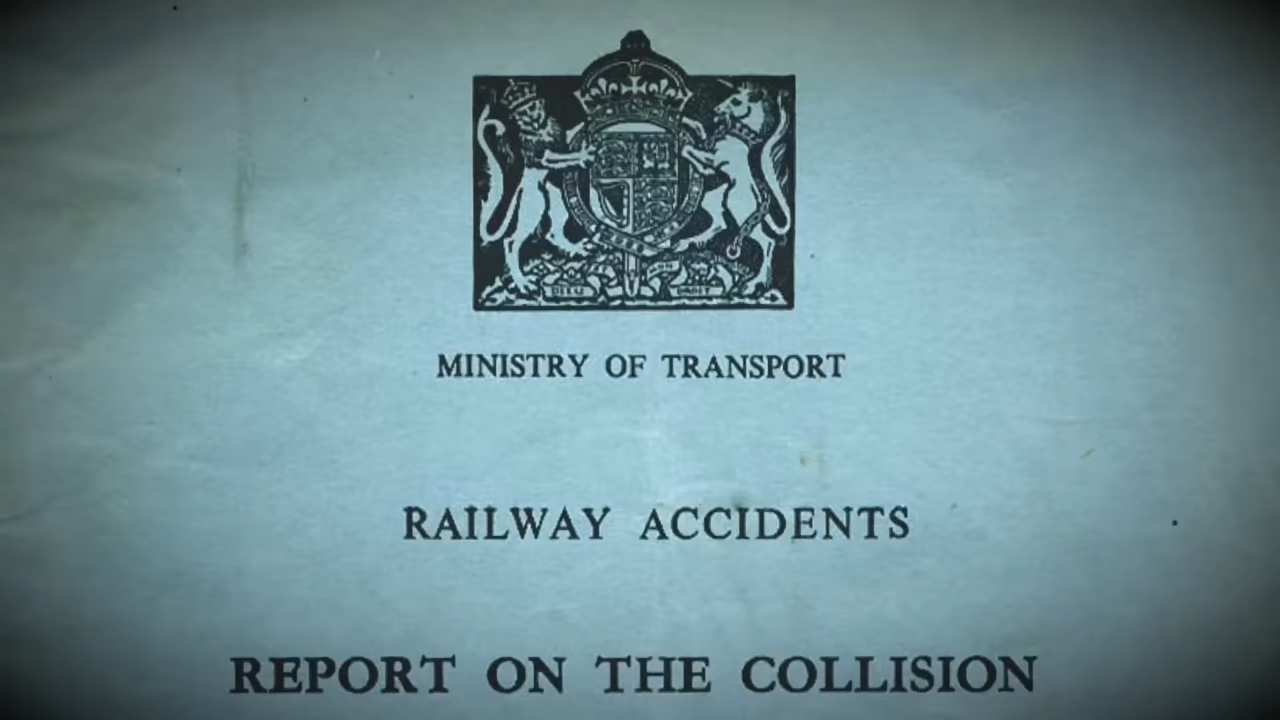 MINISTRY OF TRANSPORT
RAILWAY ACCIDENTS
REPORT ON THE COLLISION